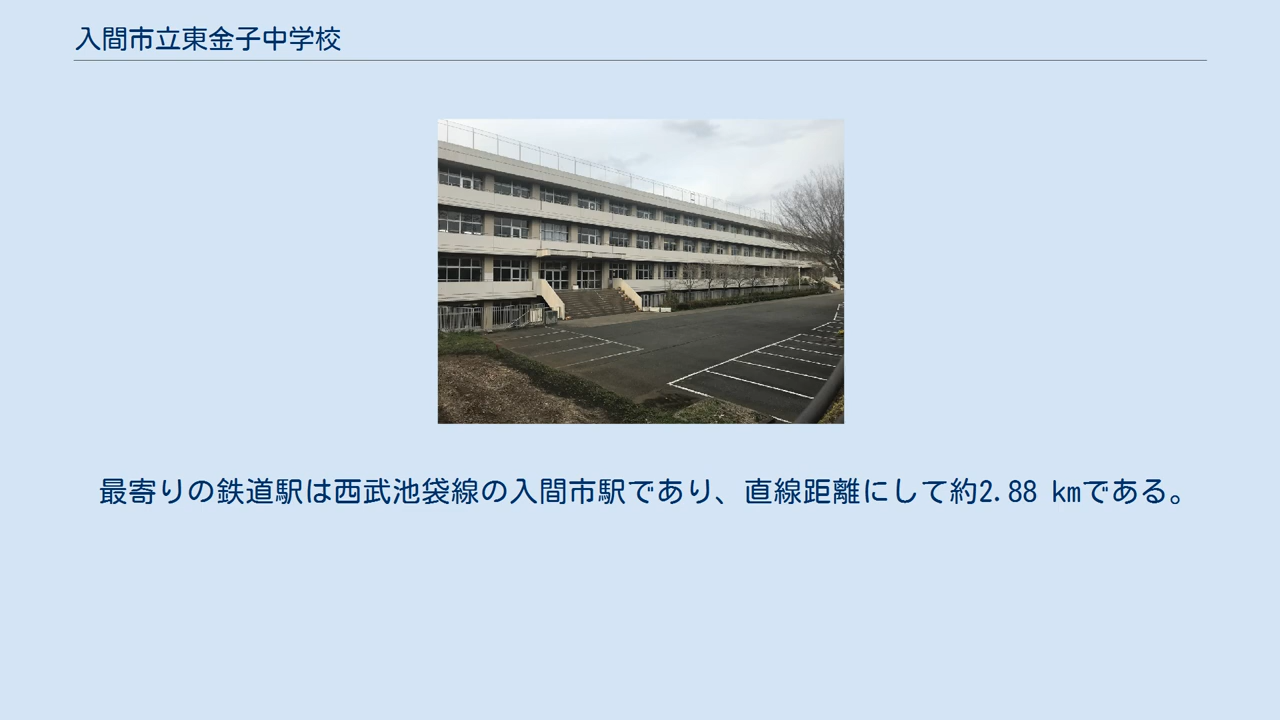 入間市立東金子中学校
最寄りの鉄道駅は西武池袋線の入間市駅であり、直線距離にして約2.88 kmである。